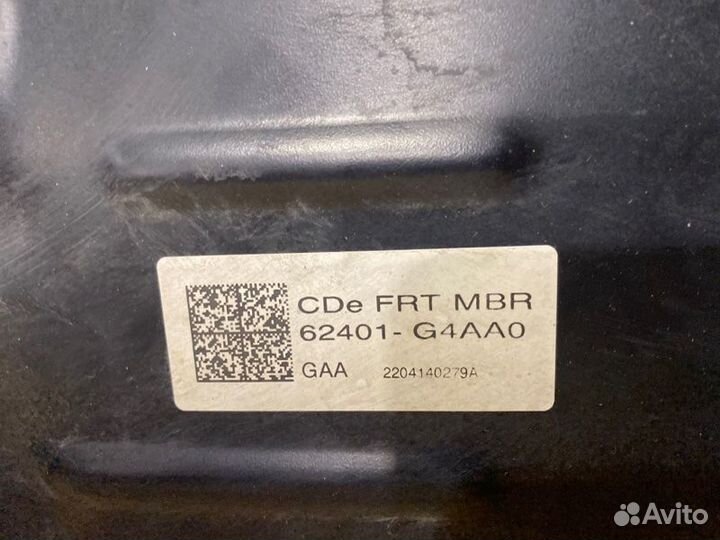 CDe FRT MBR
62401- G4AA0
GAA 2204140279A
Avito